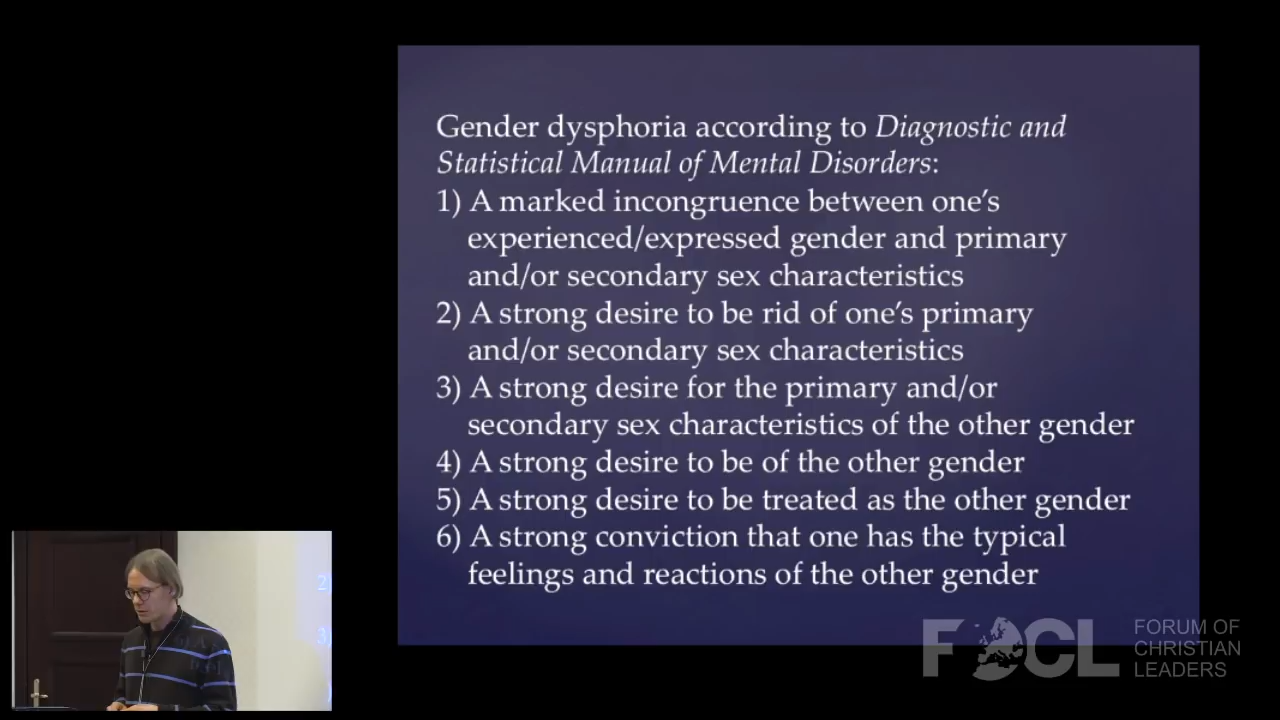 Gender dysphoria according to Diagnostic and
Statistical Manual of Mental Disorders:
1) A marked incongruence between one's
experienced/expressed gender and primary
and/or secondary sex characteristics
2) A strong desire to be rid of one's primary
and/or secondary sex characteristics
3) A strong desire for the primary and/or
secondary sex characteristics of the other gender
4) A strong desire to be of the other gender
5) A strong desire to be treated as the other gender
6) A strong conviction that one has the typical
feelings and reactions of the other gender
FOCL
FORUM OF
CHRISTIAN
LEADERS